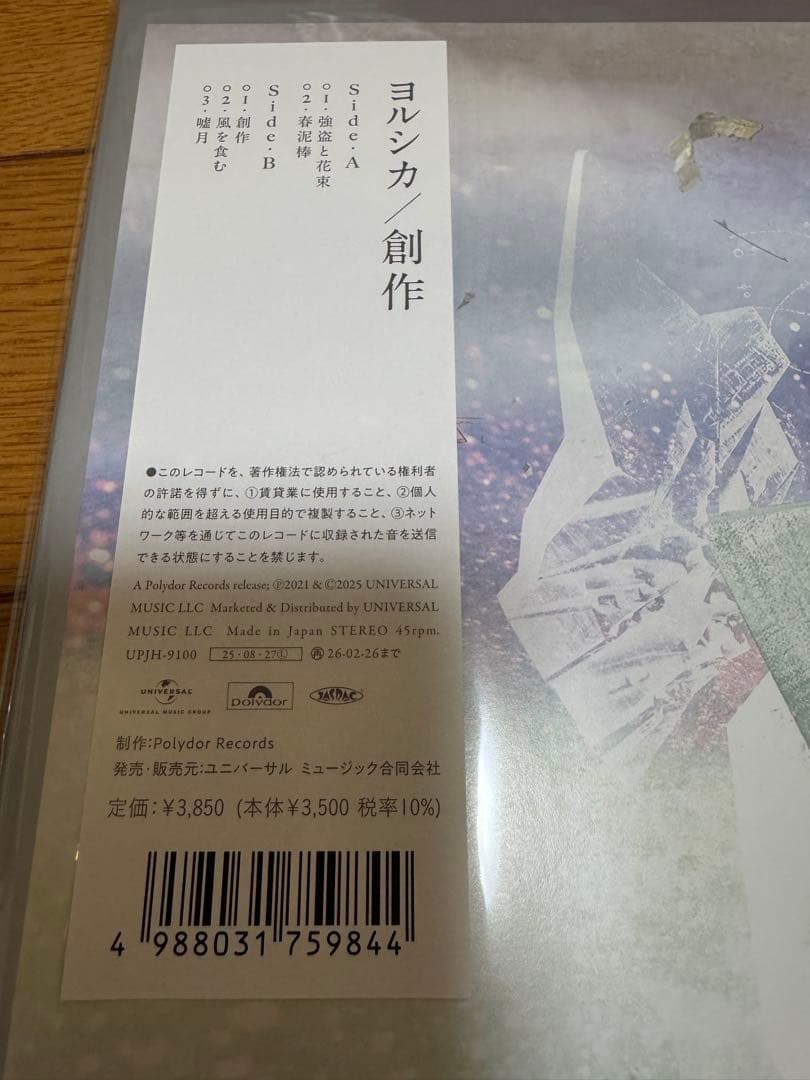 ヨルシカ／創作
Side・A
01・強盗と花束
02・春泥棒
Side・B
01・創作
02・風を食む
03・嘘月
●このレコードを、著作権法で認められている権利者
の許諾を得ずに、①賃貸業に使用すること、②個人
的な範囲を超える使用目的で複製すること、③ネット
ワーク等を通じてこのレコードに収録された音を送信
できる状態にすることを禁じます。
A Polydor Records release; ℗2021 & ©2025 UNIVERSAL
MUSIC LLC Marketed & Distributed by UNIVERSAL
MUSIC LLC Made in Japan STEREO 45rpm.
UPJH-9100 25・08・27Ⓛ ㊢26・02・26まで
UNIVERSAL
UNIVERSAL MUSIC GROUP
polydor
JASRAC
制作:Polydor Records
発売・販売元:ユニバーサル ミュージック合同会社
定価:¥3,850 (本体¥3,500 税率10%)
4 988031 759844